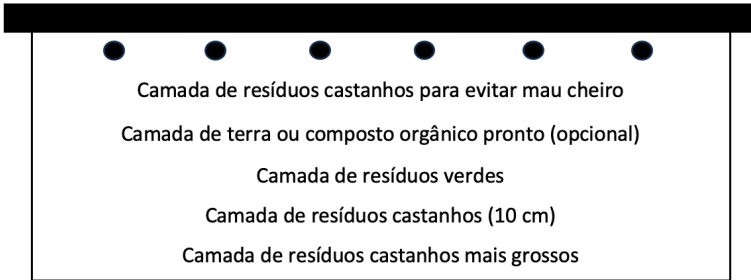 Camada de resíduos castanhos para evitar mau cheiro
Camada de terra ou composto orgânico pronto (opcional)
Camada de resíduos verdes
Camada de resíduos castanhos (10 cm)
Camada de resíduos castanhos mais grossos